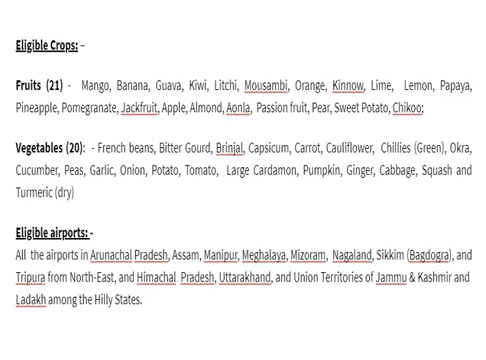 Eligible Crops: –
Fruits (21) - Mango, Banana, Guava, Kiwi, Litchi, Mousambi, Orange, Kinnow, Lime, Lemon, Papaya,
Pineapple, Pomegranate, Jackfruit, Apple, Almond, Aonla, Passion fruit, Pear, Sweet Potato, Chikoo;
Vegetables (20): - French beans, Bitter Gourd, Brinjal, Capsicum, Carrot, Cauliflower, Chillies (Green), Okra,
Cucumber, Peas, Garlic, Onion, Potato, Tomato, Large Cardamon, Pumpkin, Ginger, Cabbage, Squash and
Turmeric (dry)
Eligible airports: -
All the airports in Arunachal Pradesh, Assam, Manipur, Meghalaya, Mizoram, Nagaland, Sikkim (Bagdogra), and
Tripura from North-East, and Himachal Pradesh, Uttarakhand, and Union Territories of Jammu & Kashmir and
Ladakh among the Hilly States.